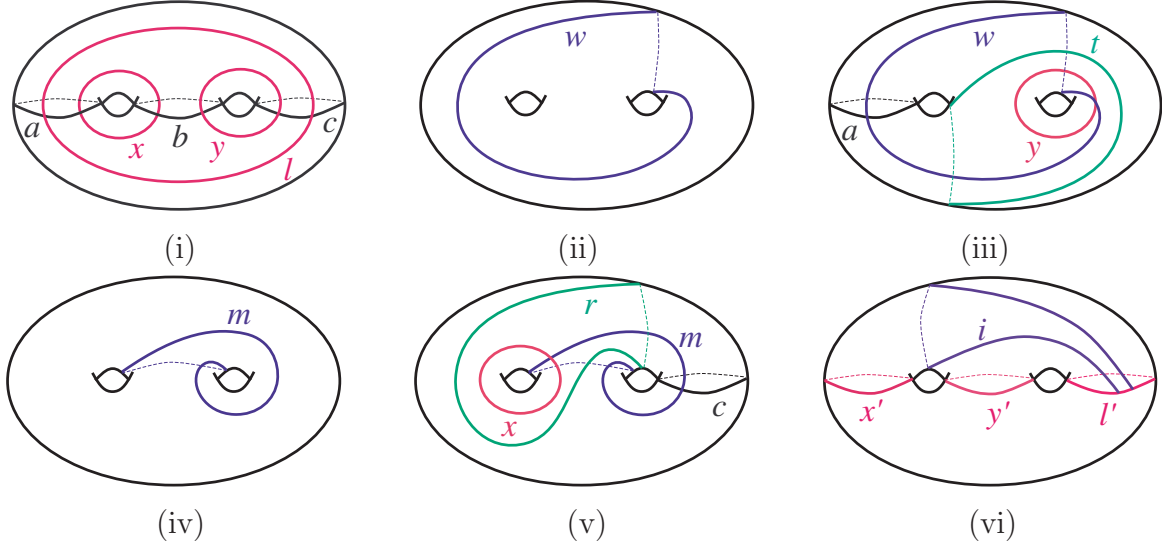 a x b y l c
w
w t a y
(i) (ii) (iii)
m
r m x c
i x' y' l'
(iv) (v) (vi)